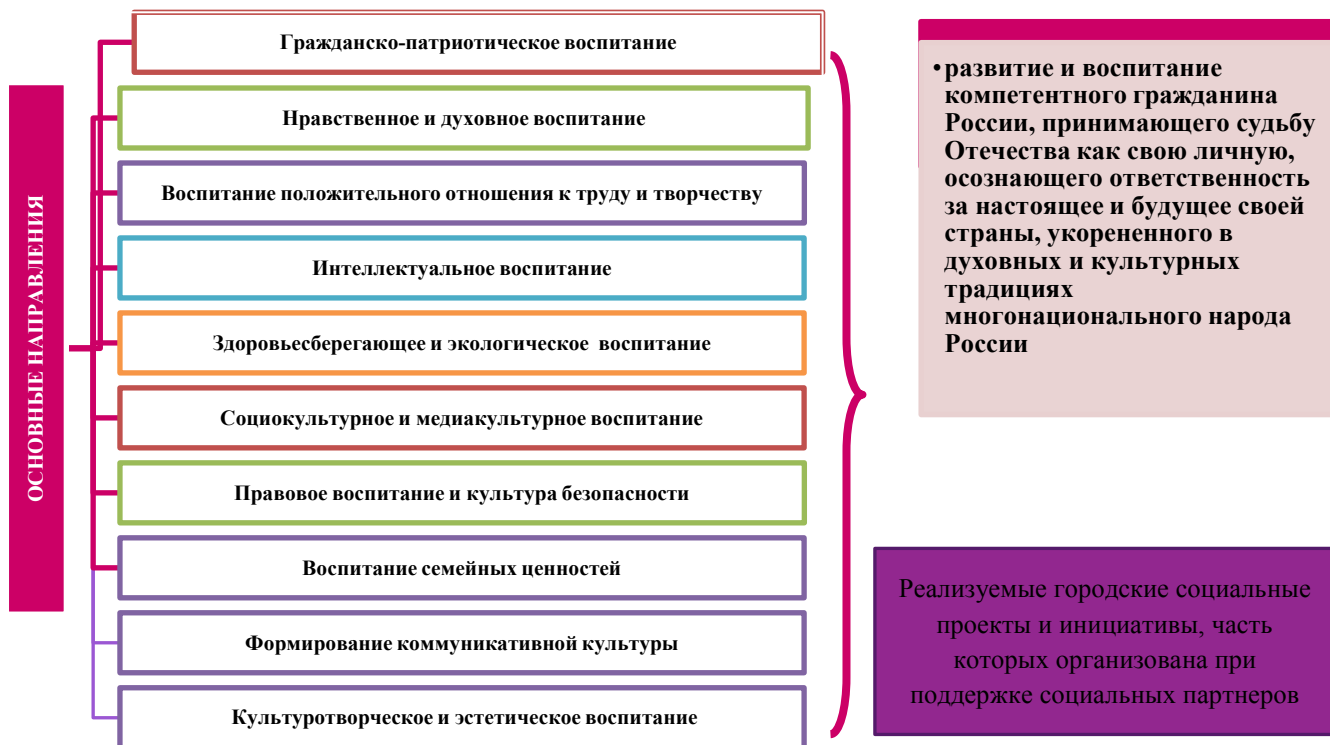 ОСНОВНЫЕ НАПРАВЛЕНИЯ
Гражданско-патриотическое воспитание
Нравственное и духовное воспитание
Воспитание положительного отношения к труду и творчеству
Интеллектуальное воспитание
Здоровьесберегающее и экологическое воспитание
Социокультурное и медиакультурное воспитание
Правовое воспитание и культура безопасности
Воспитание семейных ценностей
Формирование коммуникативной культуры
Культуротворческое и эстетическое воспитание
•развитие и воспитание
компетентного гражданина
России, принимающего судьбу
Отечества как свою личную,
осознающего ответственность
за настоящее и будущее своей
страны, укорененного в
духовных и культурных
традициях
многонационального народа
России
Реализуемые городские социальные
проекты и инициативы, часть
которых организована при
поддержке социальных партнеров